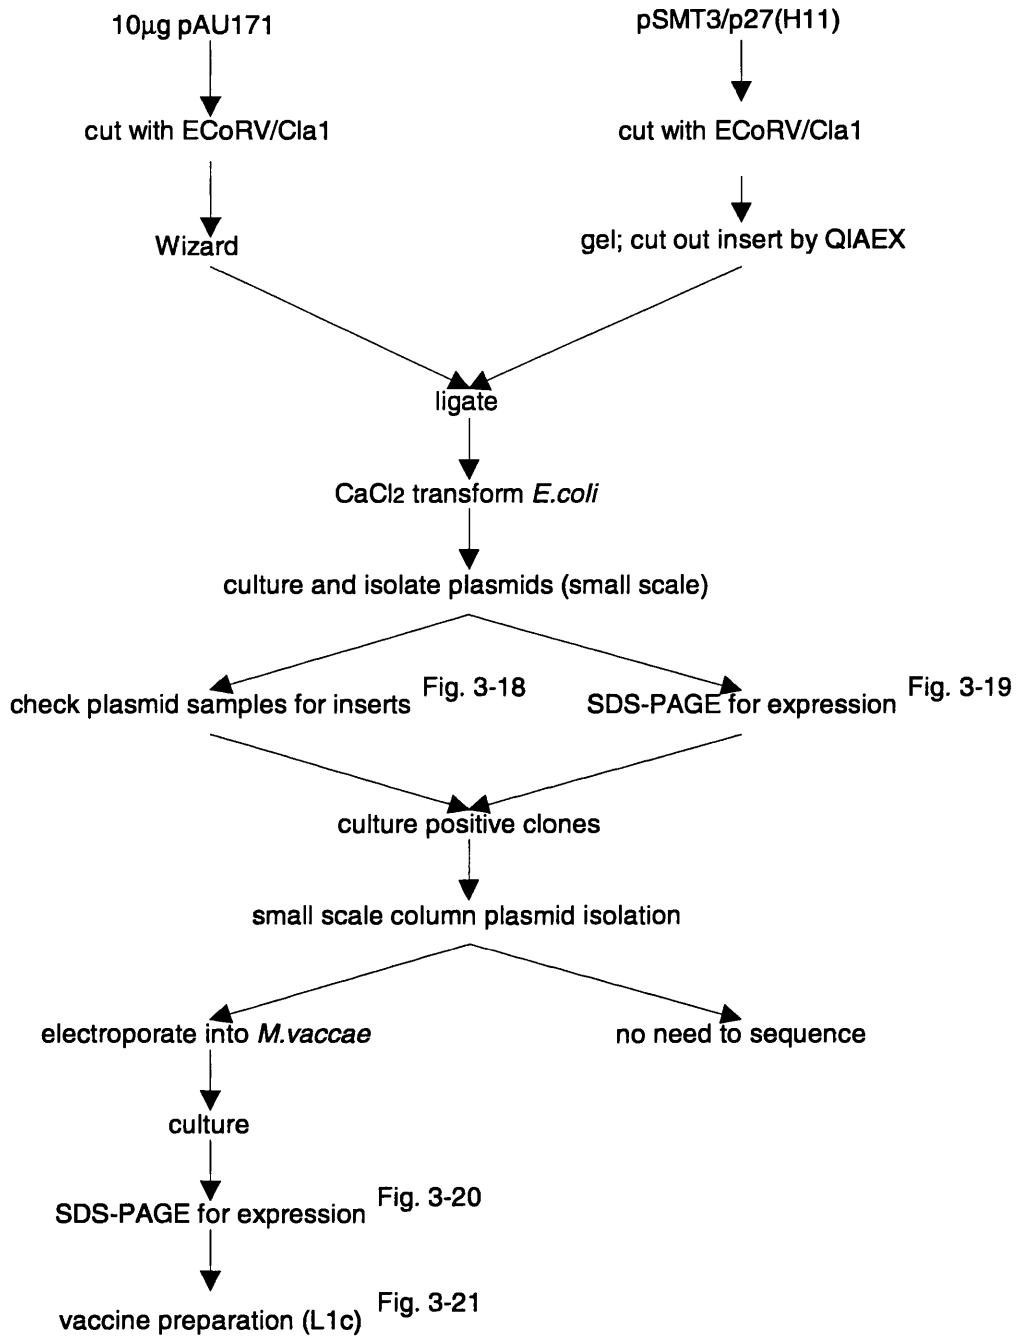 10µg pAU171
pSMT3/p27(H11)
cut with ECoRV/Cla1
cut with ECoRV/Cla1
Wizard
gel; cut out insert by QIAEX
ligate
CaCl2 transform E.coli
culture and isolate plasmids (small scale)
check plasmid samples for inserts
Fig. 3-18
SDS-PAGE for expression
Fig. 3-19
culture positive clones
small scale column plasmid isolation
electroporate into M.vaccae
no need to sequence
culture
SDS-PAGE for expression
Fig. 3-20
vaccine preparation (L1c)
Fig. 3-21